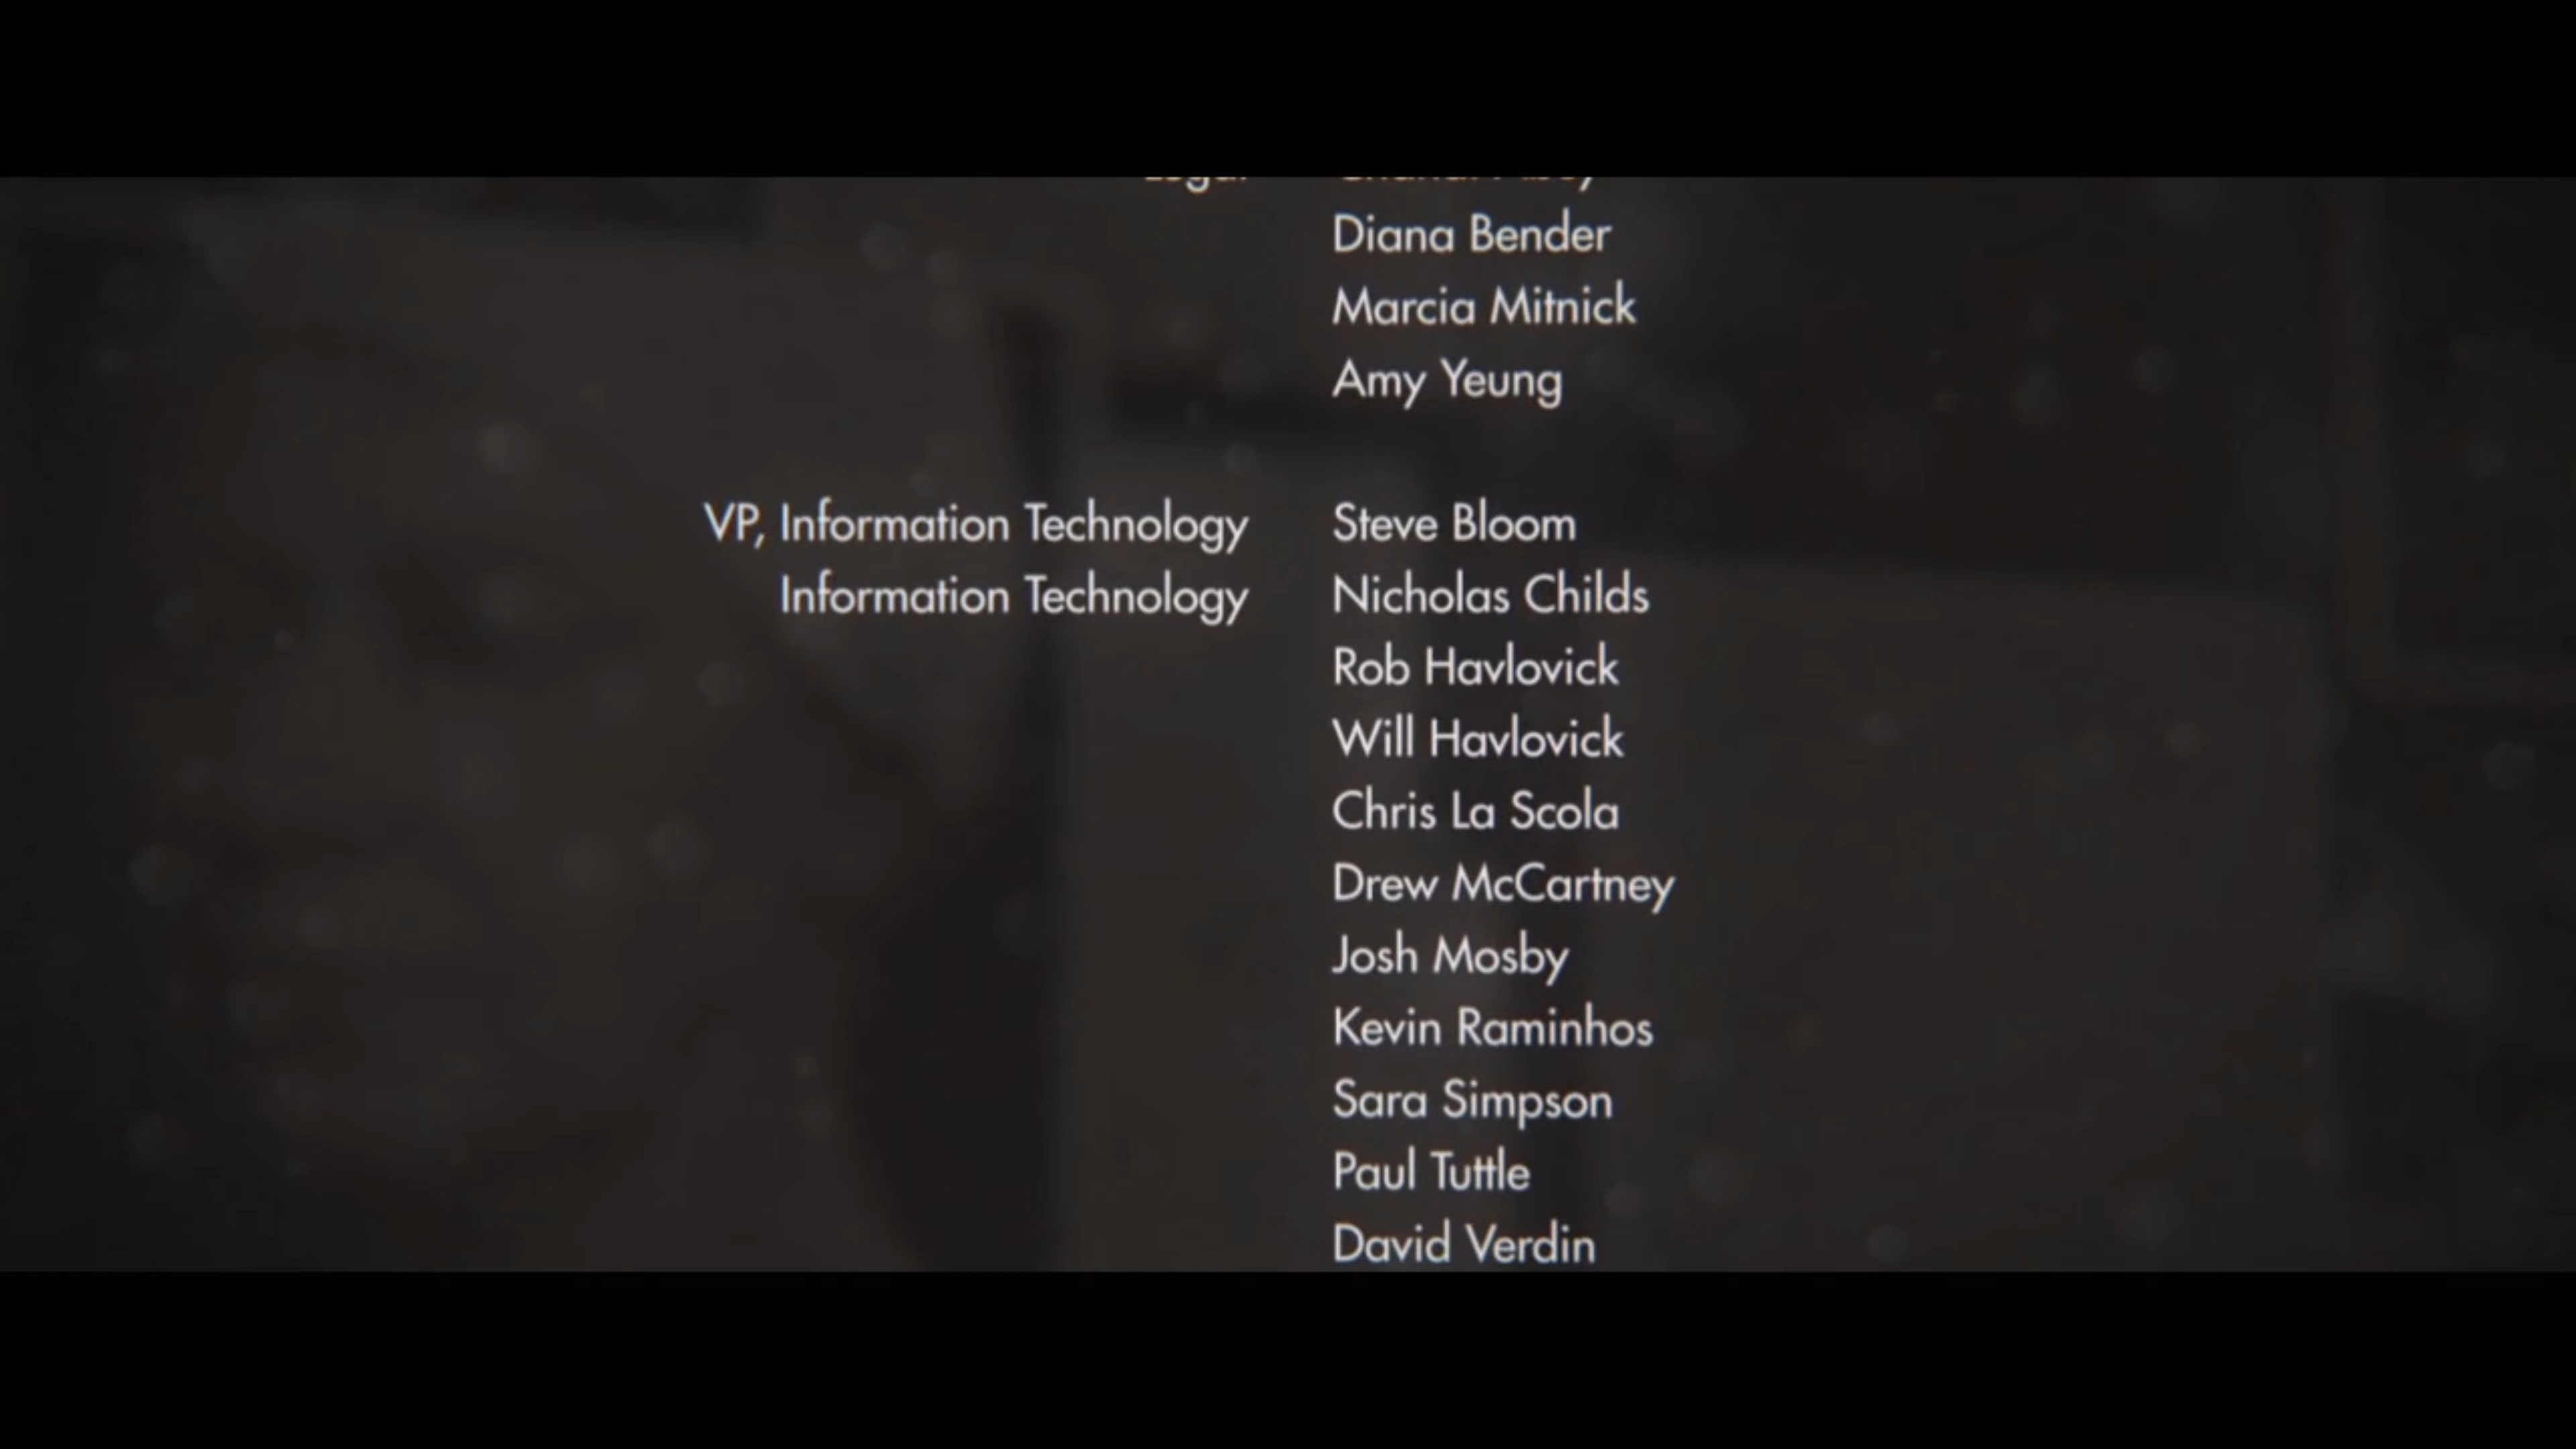 Diana Bender
Marcia Mitnick
Amy Yeung
VP, Information Technology Steve Bloom
Information Technology Nicholas Childs
Rob Havlovick
Will Havlovick
Chris La Scola
Drew McCartney
Josh Mosby
Kevin Raminhos
Sara Simpson
Paul Tuttle
David Verdin